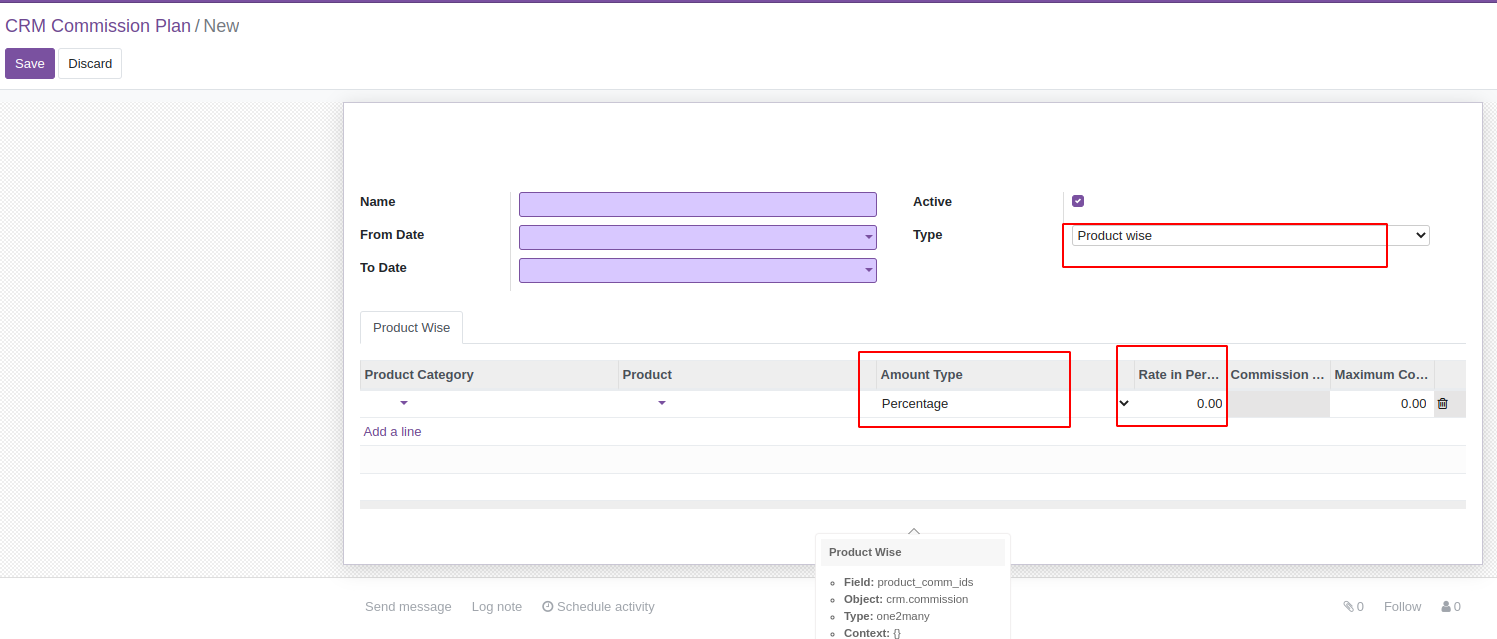 CRM Commission Plan / New
Save Discard
Name Active
From Date Type Product wise
To Date
Product Wise
Product Category Product Amount Type Rate in Per... Commission ... Maximum Co...
Percentage 0.00 0.00
Add a line
Product Wise
Field: product_comm_ids
Object: crm.commission
Type: one2many
Context: {}
Send message Log note Schedule activity 0 Follow 0